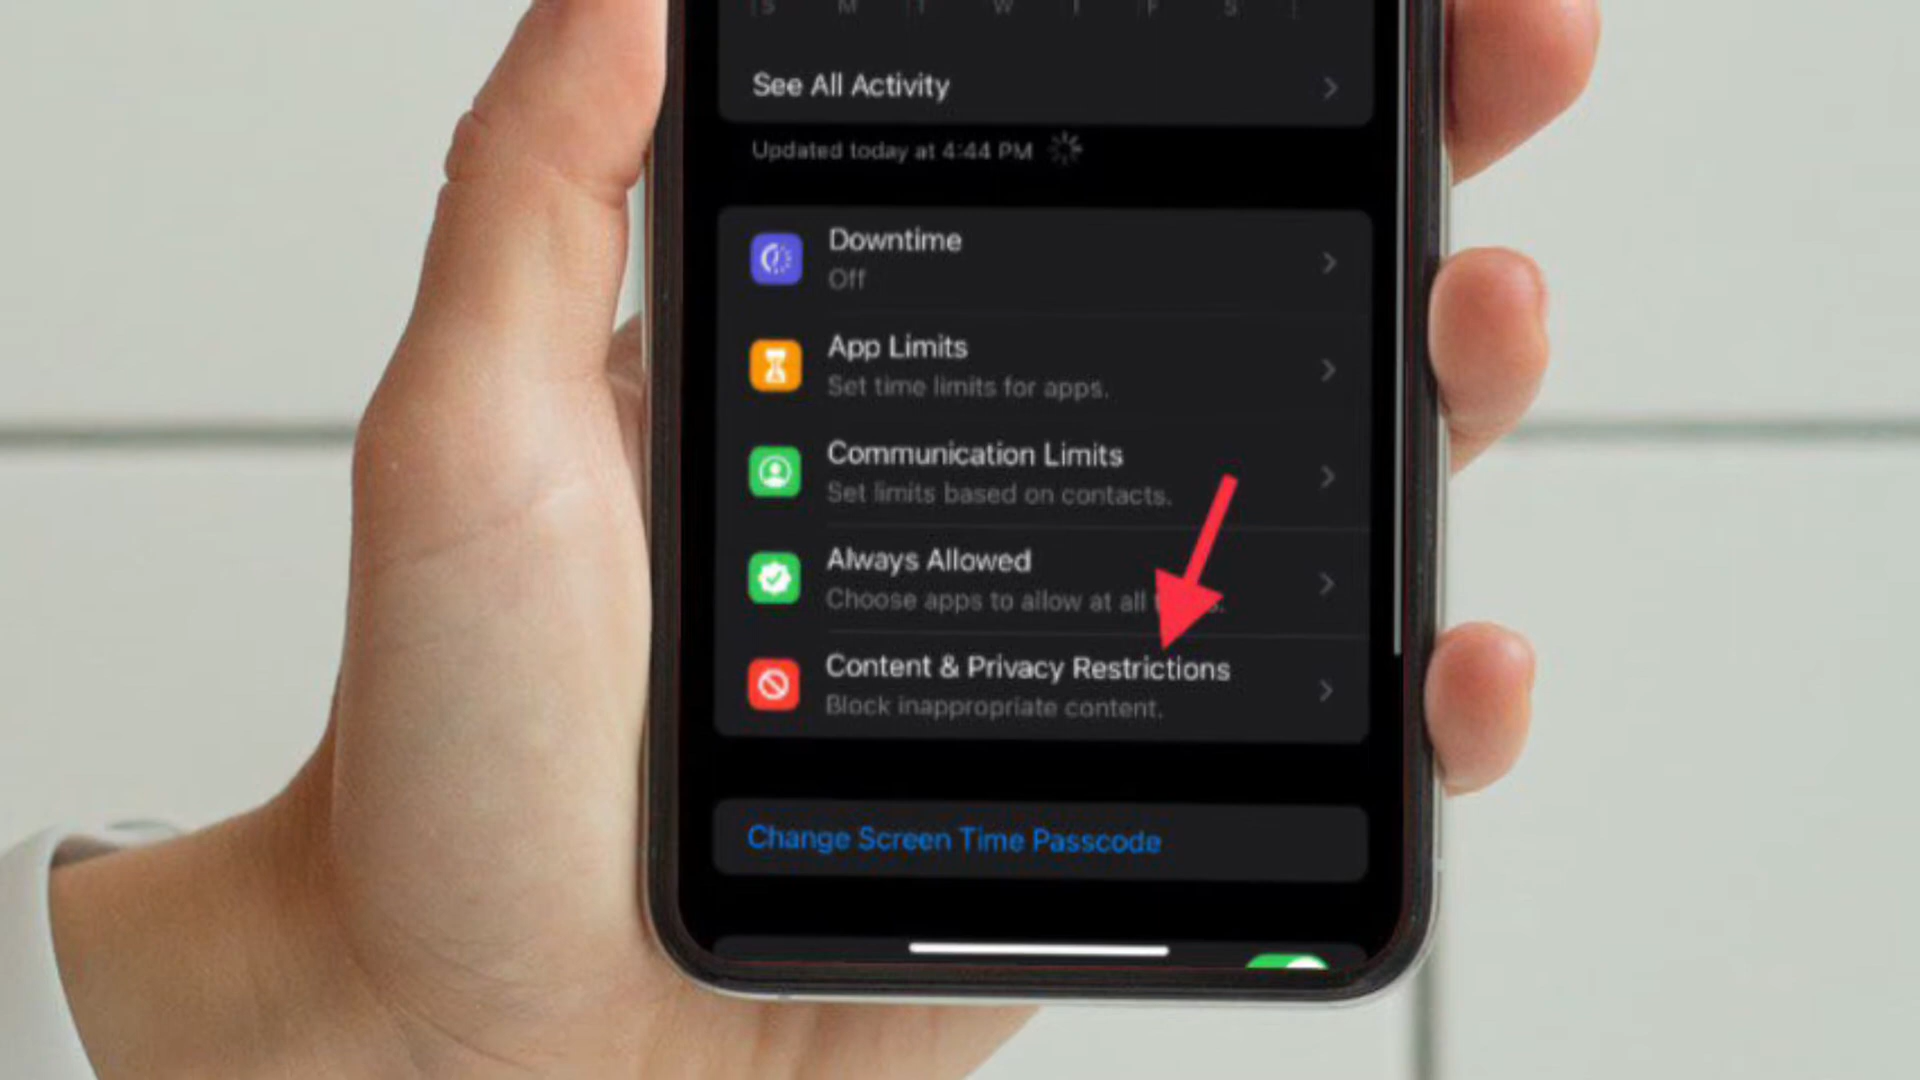 S M T W T F S
See All Activity
Updated today at 4:44 PM
Downtime
Off
App Limits
Set time limits for apps.
Communication Limits
Set limits based on contacts.
Always Allowed
Choose apps to allow at all
Content & Privacy Restrictions
Block inappropriate content.
Change Screen Time Passcode